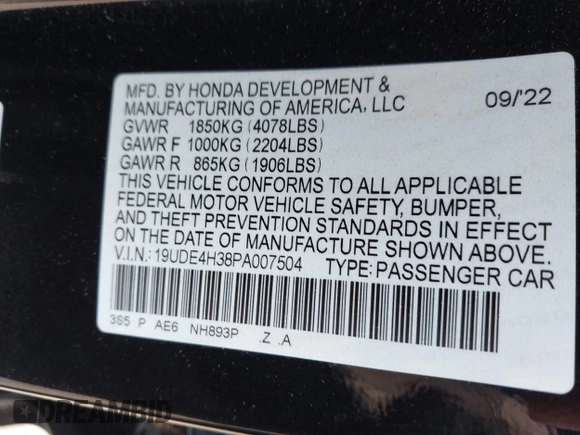 MFD. BY HONDA DEVELOPMENT &
MANUFACTURING OF AMERICA, LLC 09/'22
GVWR 1850KG (4078LBS)
GAWR F 1000KG (2204LBS)
GAWR R 865KG (1906LBS)
THIS VEHICLE CONFORMS TO ALL APPLICABLE
FEDERAL MOTOR VEHICLE SAFETY, BUMPER,
AND THEFT PREVENTION STANDARDS IN EFFECT
ON THE DATE OF MANUFACTURE SHOWN ABOVE.
V.I.N.: 19UDE4H38PA007504 TYPE: PASSENGER CAR
3S5 P AE6 NH893P .Z .A
DREAMBID